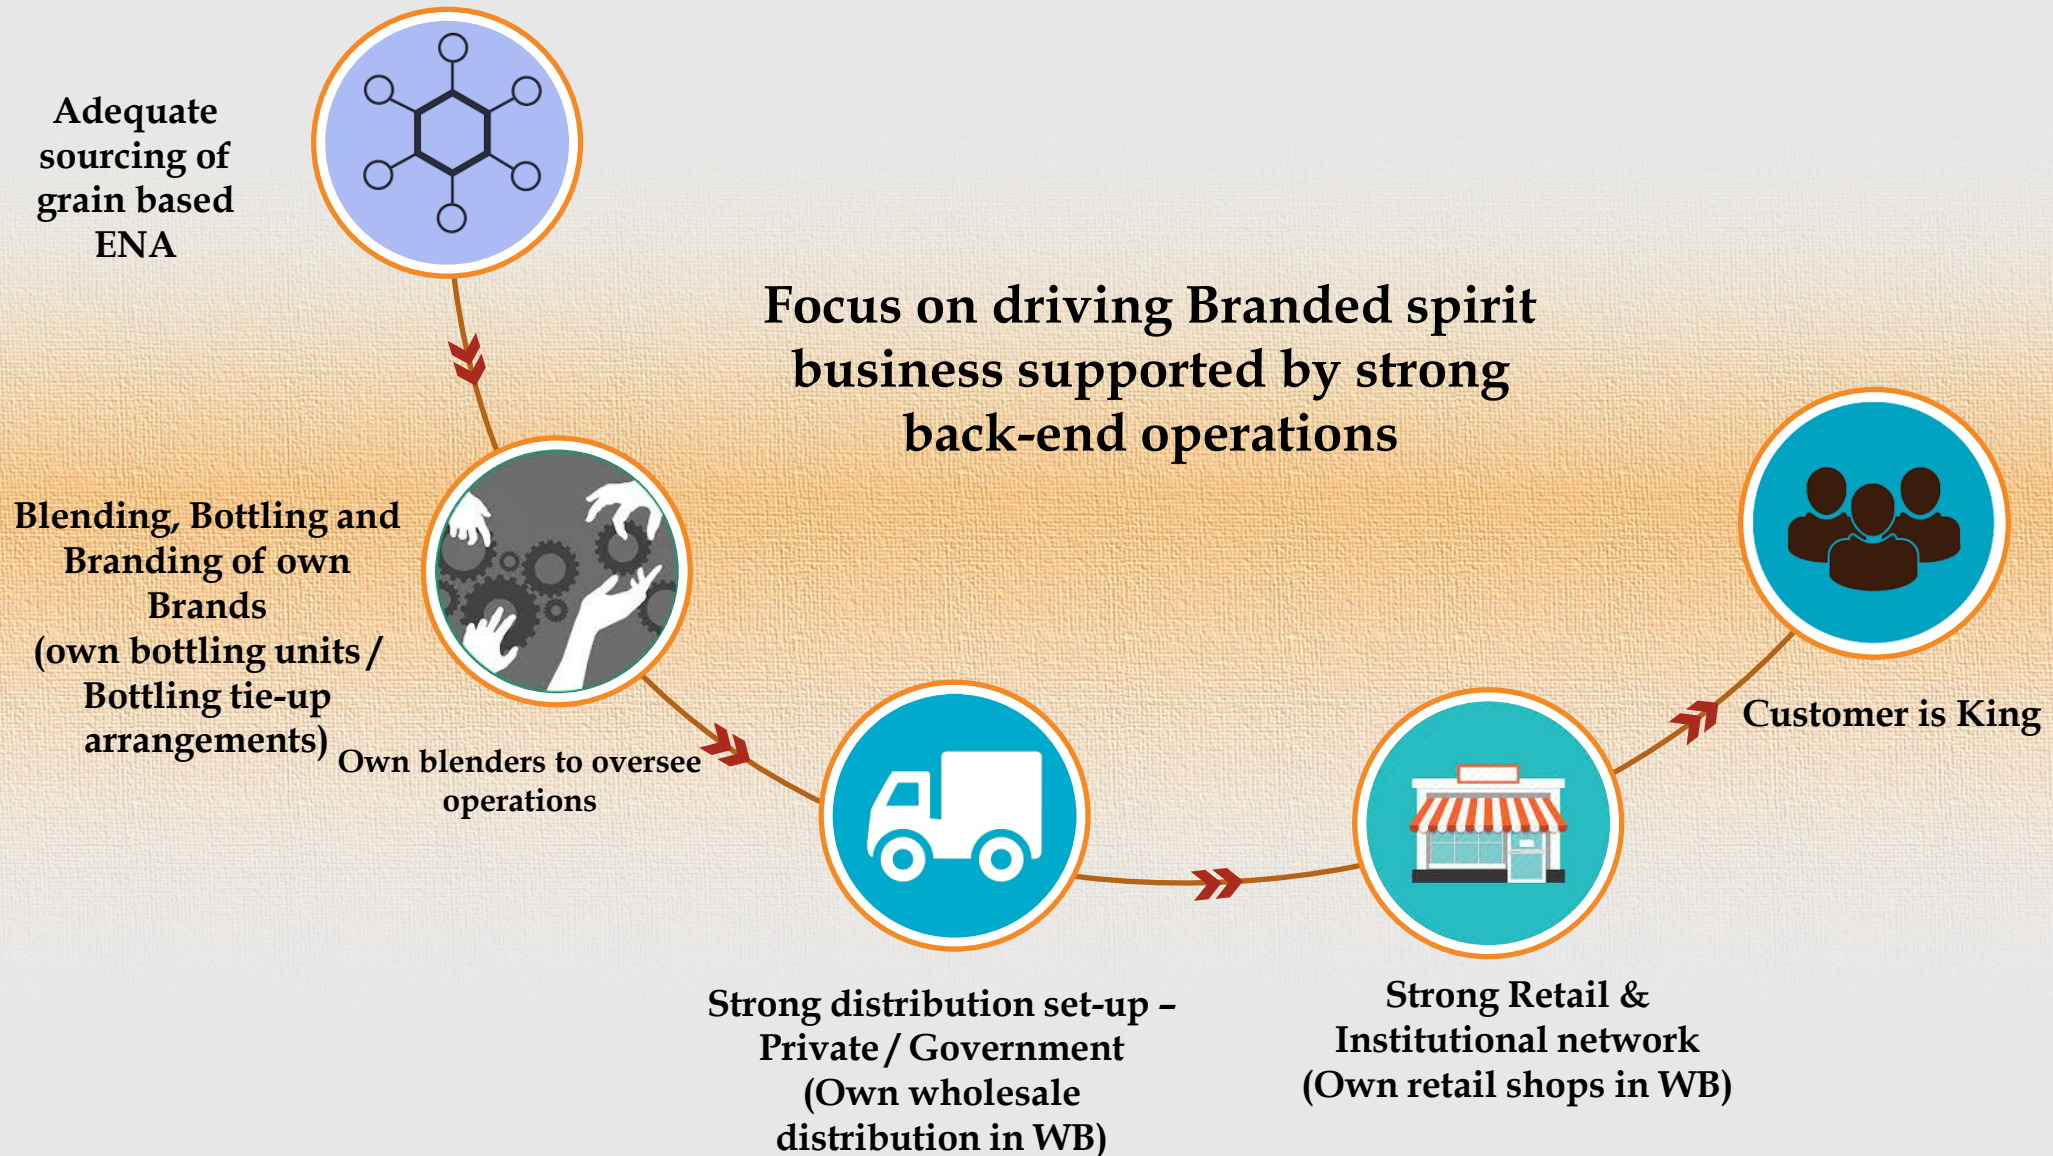 Adequate
sourcing of
grain based
ENA
Focus on driving Branded spirit
business supported by strong
back-end operations
Blending, Bottling and
Branding of own
Brands
(own bottling units /
Bottling tie-up
arrangements)
Own blenders to oversee
operations
Strong distribution set-up –
Private / Government
(Own wholesale
distribution in WB)
Strong Retail &
Institutional network
(Own retail shops in WB)
Customer is King